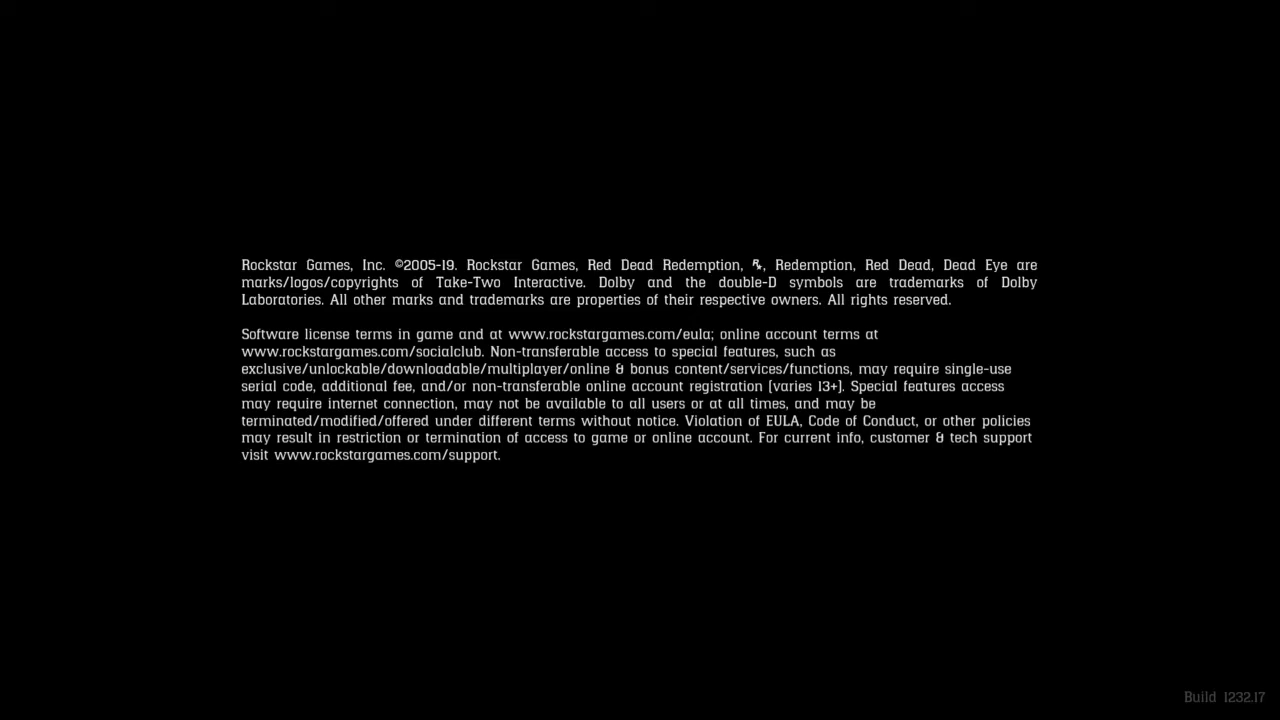 Rockstar Games, Inc. ©2005-19. Rockstar Games, Red Dead Redemption, R*, Redemption, Red Dead, Dead Eye are
marks/logos/copyrights of Take-Two Interactive. Dolby and the double-D symbols are trademarks of Dolby
Laboratories. All other marks and trademarks are properties of their respective owners. All rights reserved.
Software license terms in game and at www.rockstargames.com/eula; online account terms at
www.rockstargames.com/socialclub. Non-transferable access to special features, such as
exclusive/unlockable/downloadable/multiplayer/online & bonus content/services/functions, may require single-use
serial code, additional fee, and/or non-transferable online account registration [varies 13+]. Special features access
may require internet connection, may not be available to all users or at all times, and may be
terminated/modified/offered under different terms without notice. Violation of EULA, Code of Conduct, or other policies
may result in restriction or termination of access to game or online account. For current info, customer & tech support
visit www.rockstargames.com/support.
Build 1232.17